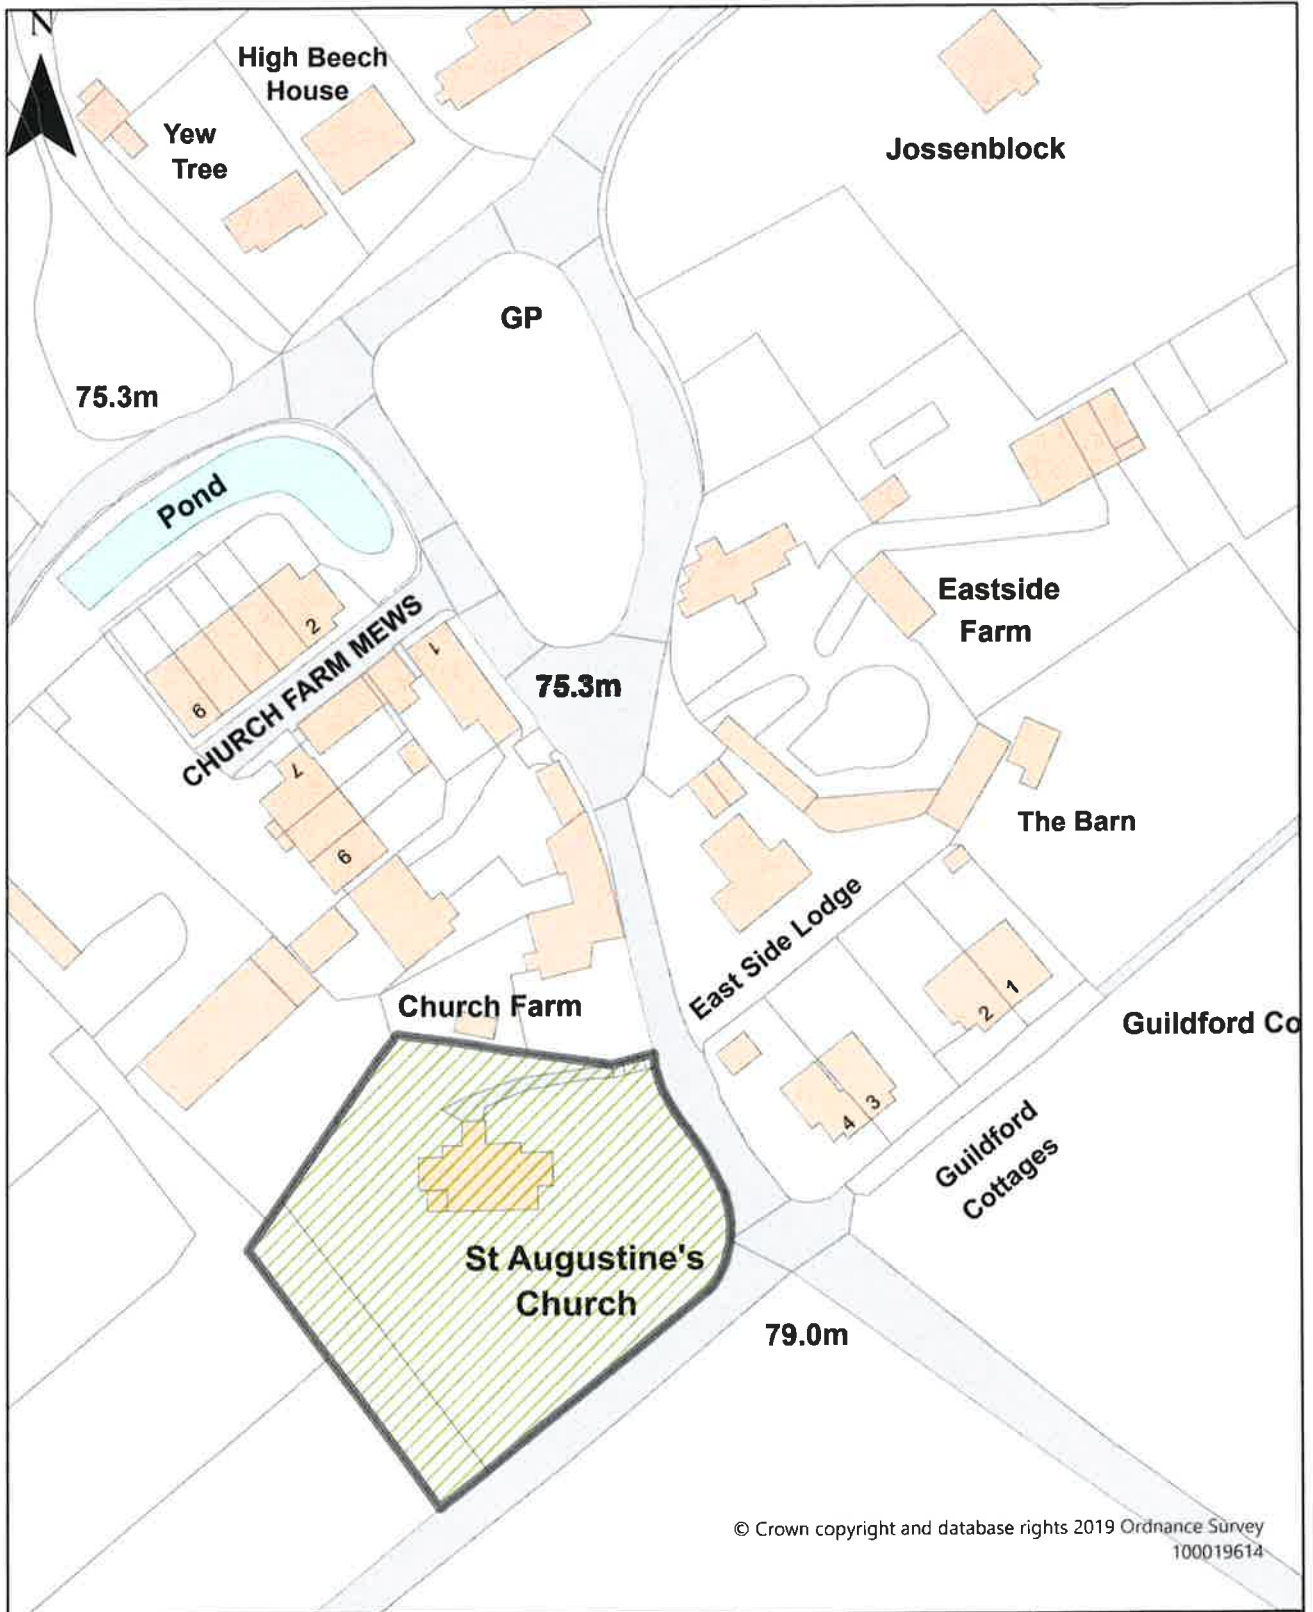 N
High Beech
House
Yew
Tree
Jossenblock
GP
75.3m
Pond
Eastside
Farm
2
CHURCH FARM MEWS
1
6
75.3m
7
The Barn
9
East Side Lodge
Church Farm
1
2
Guildford Co
3
4
Guildford
Cottages
St Augustine's
Church
79.0m
© Crown copyright and database rights 2019 Ordnance Survey
100019614